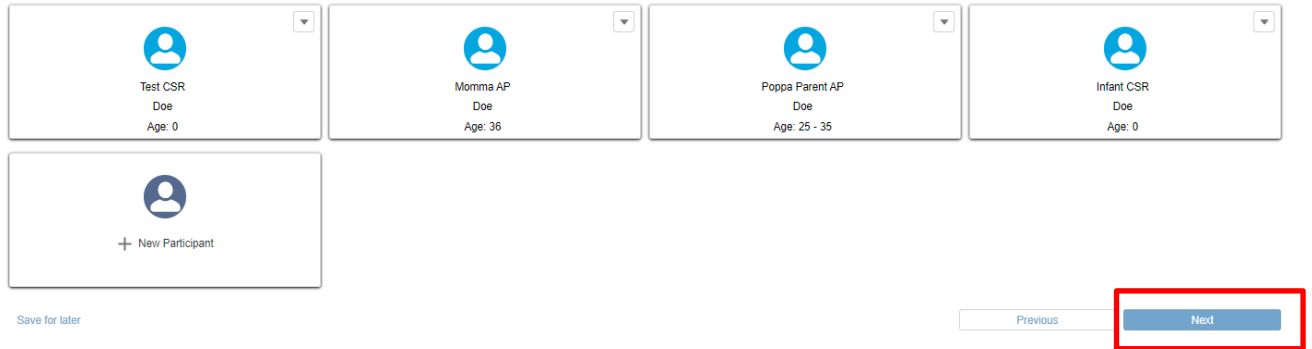 Test CSR
Doe
Age: 0
Momma AP
Doe
Age: 36
Poppa Parent AP
Doe
Age: 25 - 35
Infant CSR
Doe
Age: 0
+ New Participant
Save for later
Previous
Next